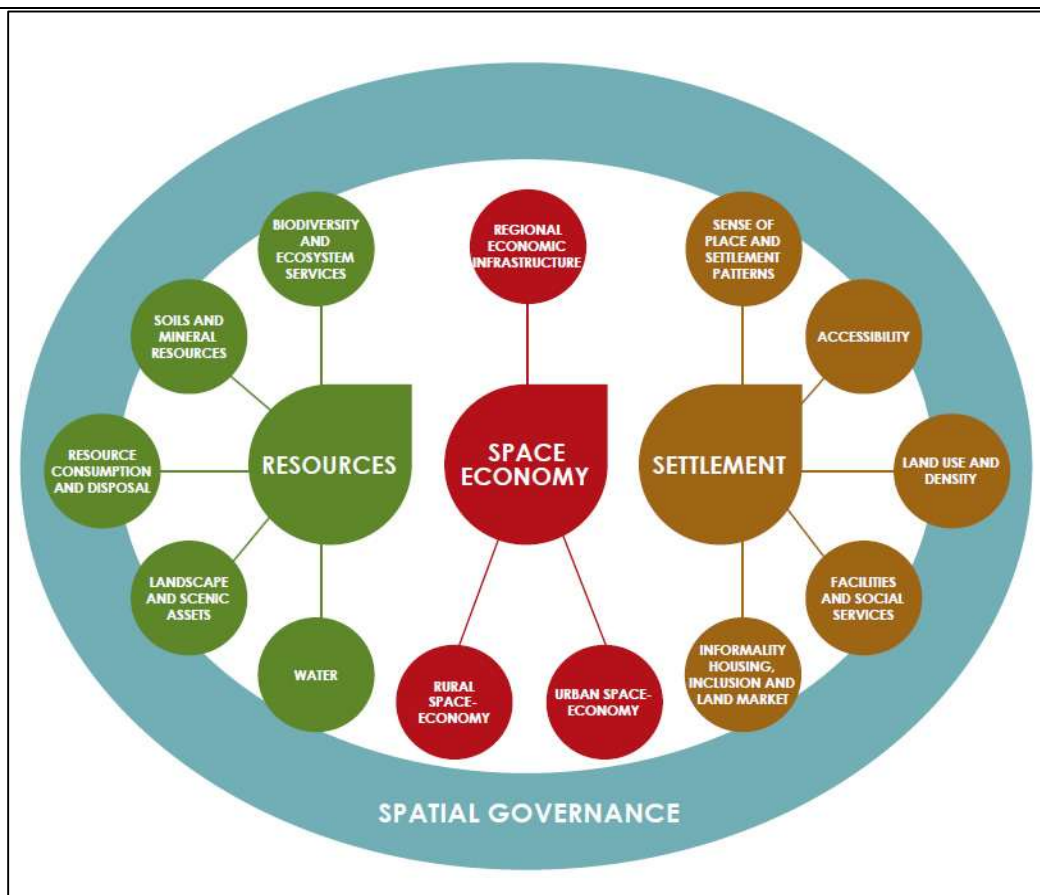 BIODIVERSITY
AND
ECOSYSTEM
SERVICES
SOILS AND
MINERAL
RESOURCES
RESOURCE
CONSUMPTION
AND DISPOSAL
LANDSCAPE
AND SCENIC
ASSETS
WATER
RESOURCES
REGIONAL
ECONOMIC
INFRASTRUCTURE
SPACE
ECONOMY
RURAL
SPACE-
ECONOMY
URBAN SPACE-
ECONOMY
SENSE OF
PLACE AND
SETTLEMENT
PATTERNS
ACCESSIBILITY
SETTLEMENT
LAND USE AND
DENSITY
FACILITIES
AND SOCIAL
SERVICES
INFORMALITY
HOUSING,
INCLUSION AND
LAND MARKET
SPATIAL GOVERNANCE